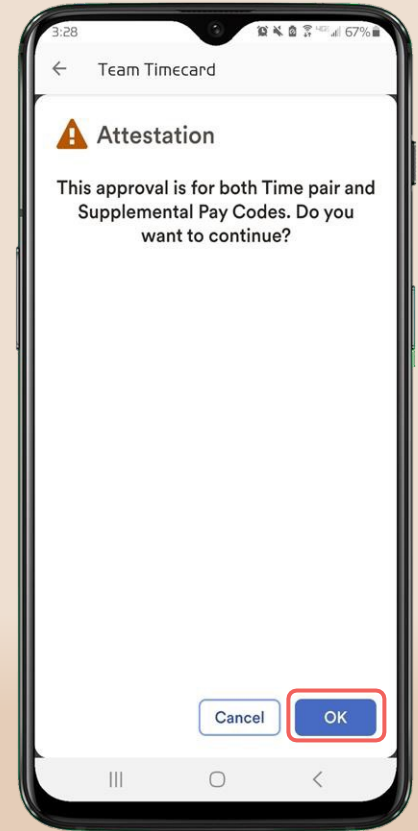 3:28 4G 67%
Team Timecard
Attestation
This approval is for both Time pair and
Supplemental Pay Codes. Do you
want to continue?
Cancel OK